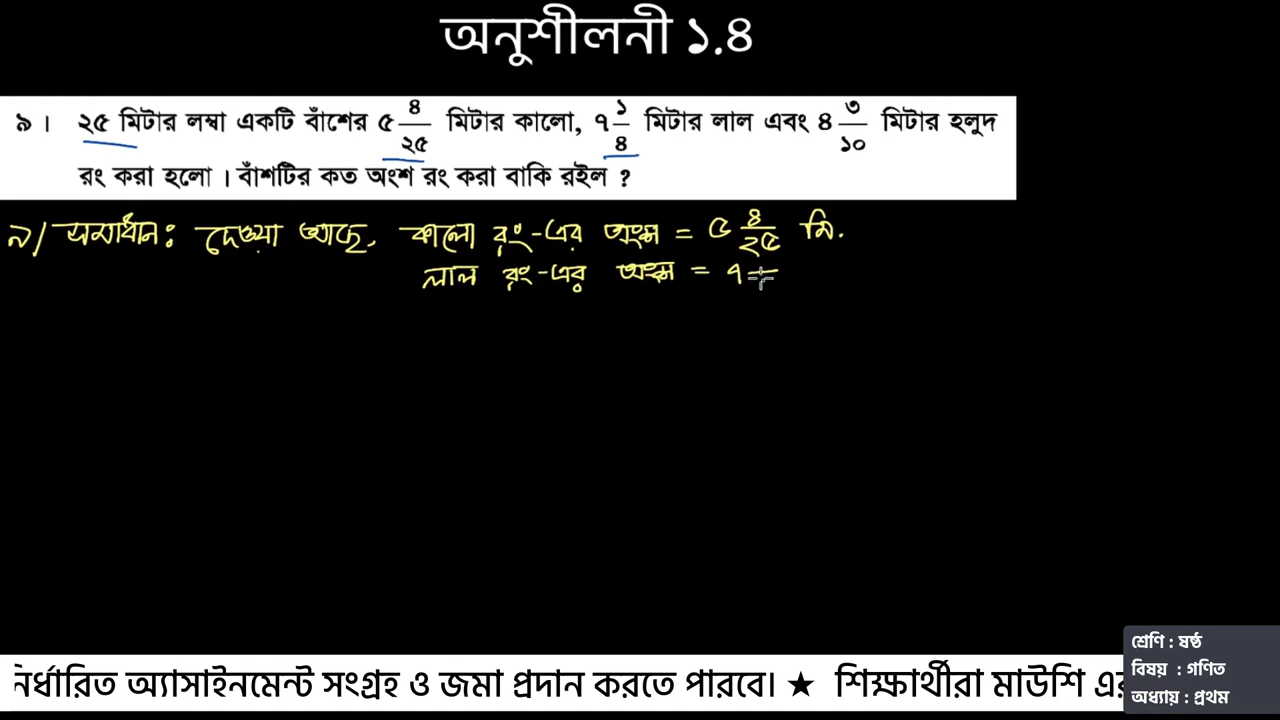 অনুশীলনী ১.৪
৯। ২৫ মিটার লম্বা একটি বাঁশের ৫ ৪/২৫ মিটার কালো, ৭ ১/৪ মিটার লাল এবং ৪ ৩/১০ মিটার হলুদ
রং করা হলো। বাঁশটির কত অংশ রং করা বাকি রইল ?
৯/ সমাধান: দেওয়া আছে, কালো রং-এর অংশ = ৫ ৪/২৫ মি.
লাল রং-এর অংশ = ৭
শ্রেণি : ষষ্ঠ
বিষয় : গণিত
অধ্যায় : প্রথম
নির্ধারিত অ্যাসাইনমেন্ট সংগ্রহ ও জমা প্রদান করতে পারবে। ★ শিক্ষার্থীরা মাউশি এর